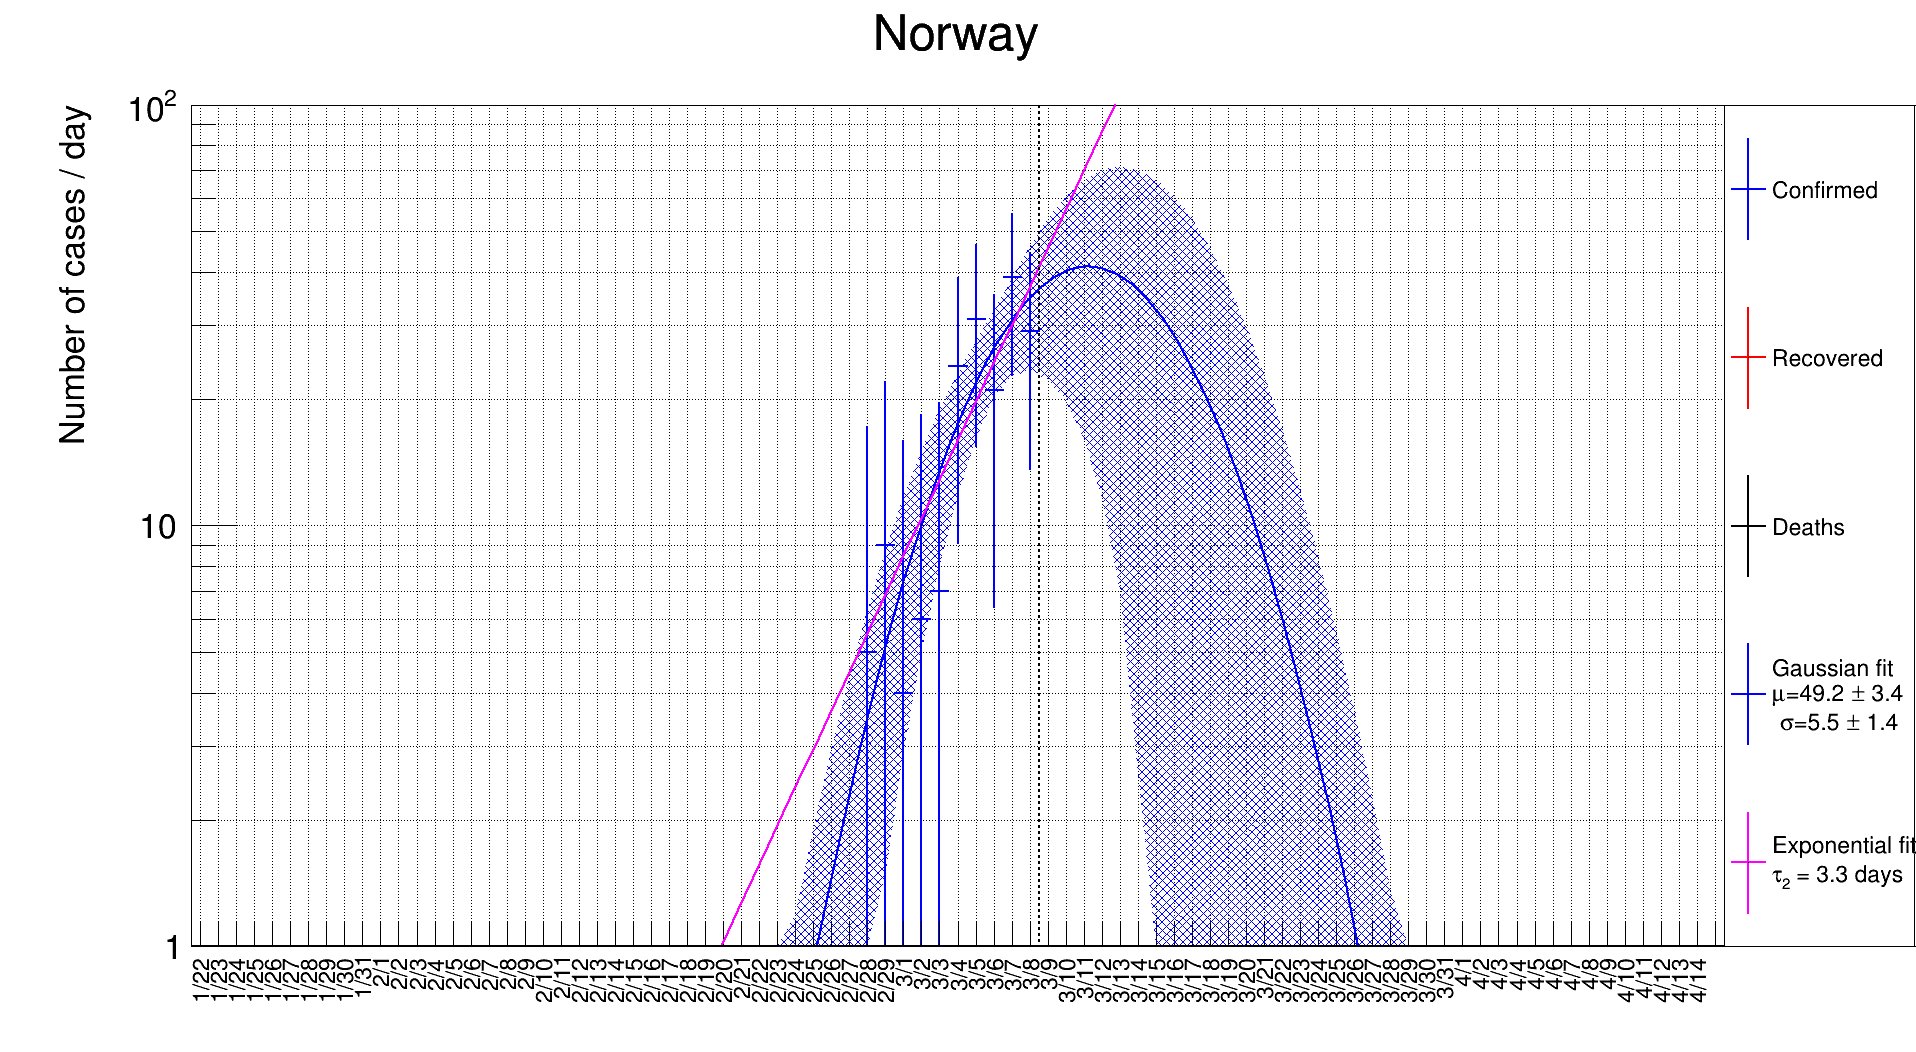 Norway
Number of cases / day
10²
10
1
1/22 1/23 1/24 1/25 1/26 1/27 1/28 1/29 1/30 1/31 2/1 2/2 2/3 2/4 2/5 2/6 2/7 2/8 2/9 2/10 2/11 2/12 2/13 2/14 2/15 2/16 2/17 2/18 2/19 2/20 2/21 2/22 2/23 2/24 2/25 2/26 2/27 2/28 2/29 3/1 3/2 3/3 3/4 3/5 3/6 3/7 3/8 3/9 3/10 3/11 3/12 3/13 3/14 3/15 3/16 3/17 3/18 3/19 3/20 3/21 3/22 3/23 3/24 3/25 3/26 3/27 3/28 3/29 3/30 3/31 4/1 4/2 4/3 4/4 4/5 4/6 4/7 4/8 4/9 4/10 4/11 4/12 4/13 4/14
Confirmed
Recovered
Deaths
Gaussian fit
μ=49.2 ± 3.4
σ=5.5 ± 1.4
Exponential fit
τ₂ = 3.3 days